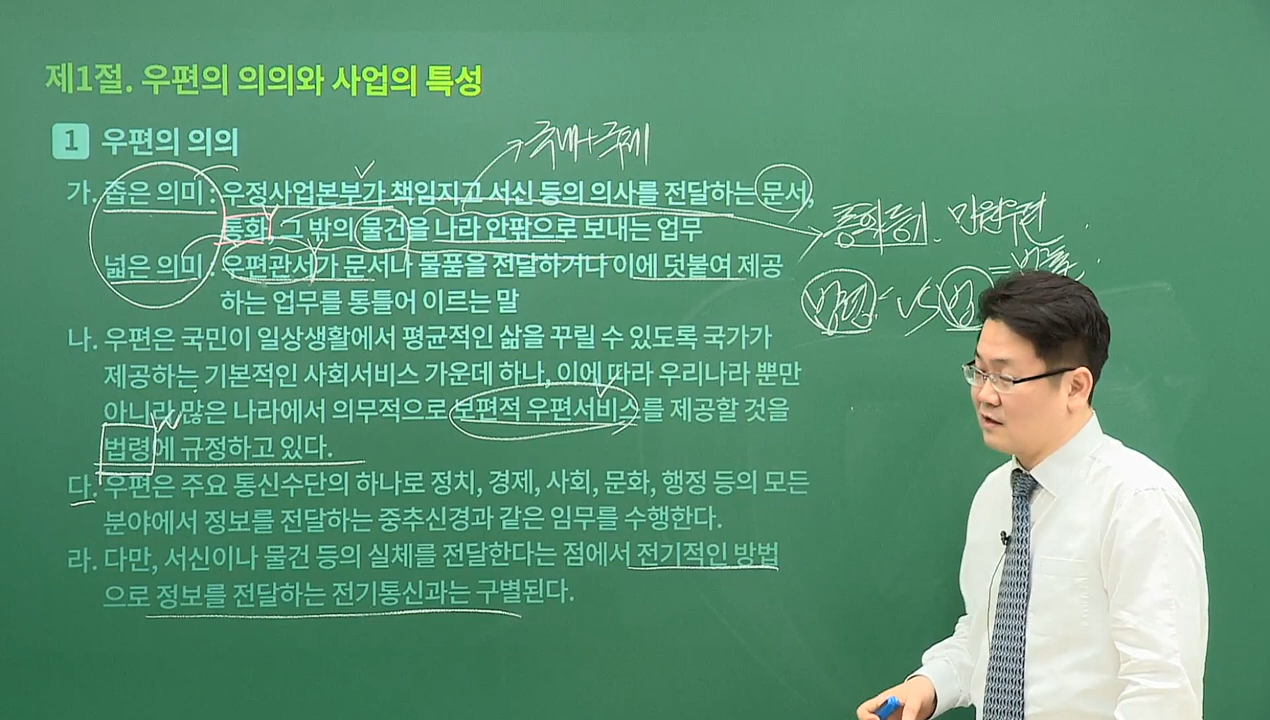 제1절. 우편의 의의와 사업의 특성
1 우편의 의의
국내+국제
가. 좁은 의미 : 우정사업본부가 책임지고 서신 등의 의사를 전달하는 문서,
통화, 그 밖의 물건을 나라 안팎으로 보내는 업무
통화등기, 민원우편
넓은 의미 : 우편관서가 문서나 물품을 전달하거나 이에 덧붙여 제공
하는 업무를 통틀어 이르는 말
법령 VS 법
나. 우편은 국민이 일상생활에서 평균적인 삶을 꾸릴 수 있도록 국가가
제공하는 기본적인 사회서비스 가운데 하나, 이에 따라 우리나라 뿐만
아니라 많은 나라에서 의무적으로 보편적 우편서비스를 제공할 것을
법령에 규정하고 있다.
다. 우편은 주요 통신수단의 하나로 정치, 경제, 사회, 문화, 행정 등의 모든
분야에서 정보를 전달하는 중추신경과 같은 임무를 수행한다.
라. 다만, 서신이나 물건 등의 실체를 전달한다는 점에서 전기적인 방법
으로 정보를 전달하는 전기통신과는 구별된다.